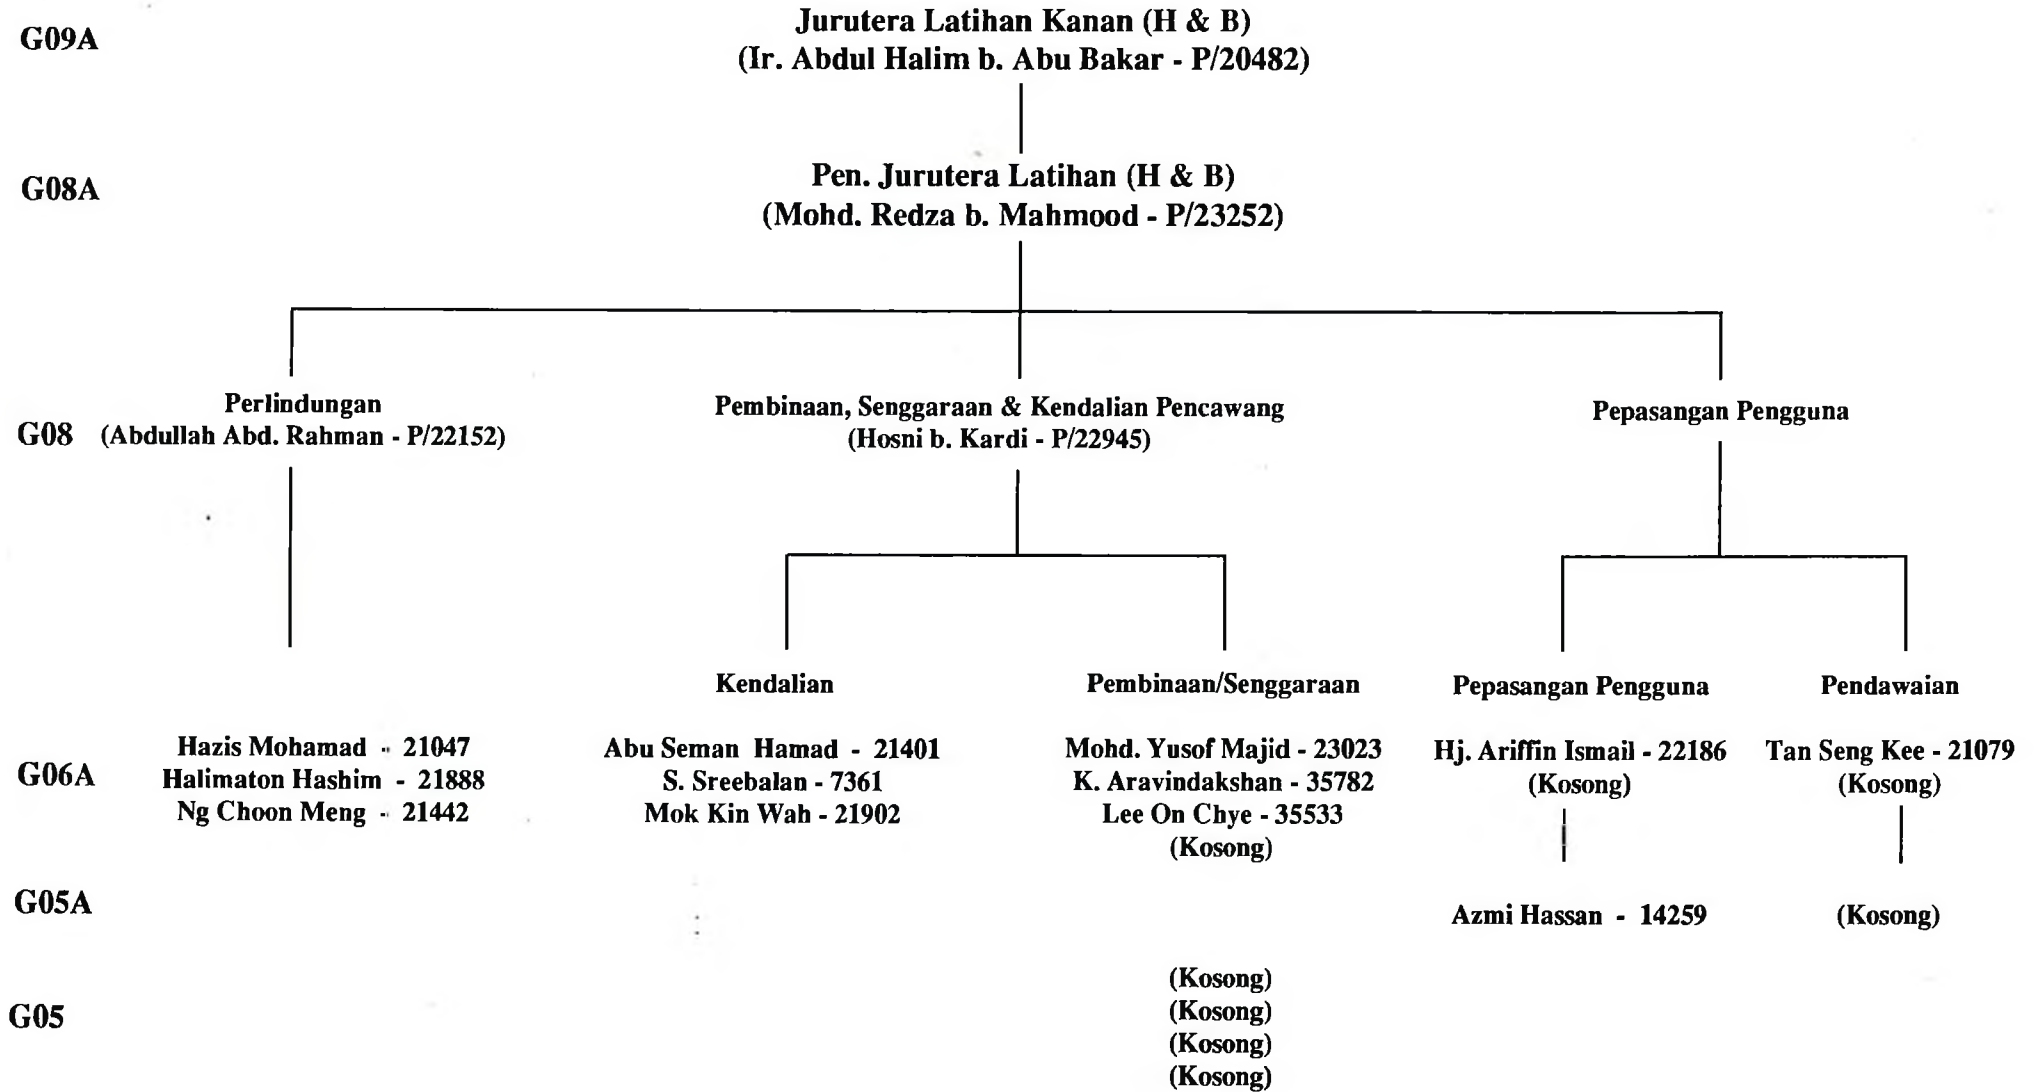 G09A
Jurutera Latihan Kanan (H & B)
(Ir. Abdul Halim b. Abu Bakar - P/20482)
G08A
Pen. Jurutera Latihan (H & B)
(Mohd. Redza b. Mahmood - P/23252)
G08
Perlindungan
(Abdullah Abd. Rahman - P/22152)
Pembinaan, Senggaraan & Kendalian Pencawang
(Hosni b. Kardi - P/22945)
Pepasangan Pengguna
G06A
Hazis Mohamad - 21047
Halimaton Hashim - 21888
Ng Choon Meng - 21442
Kendalian
Abu Seman Hamad - 21401
S. Sreebalan - 7361
Mok Kin Wah - 21902
Pembinaan/Senggaraan
Mohd. Yusof Majid - 23023
K. Aravindakshan - 35782
Lee On Chye - 35533
(Kosong)
Pepasangan Pengguna
Hj. Ariffin Ismail - 22186
(Kosong)
Pendawaian
Tan Seng Kee - 21079
(Kosong)
G05A
Azmi Hassan - 14259
(Kosong)
G05
(Kosong)
(Kosong)
(Kosong)
(Kosong)